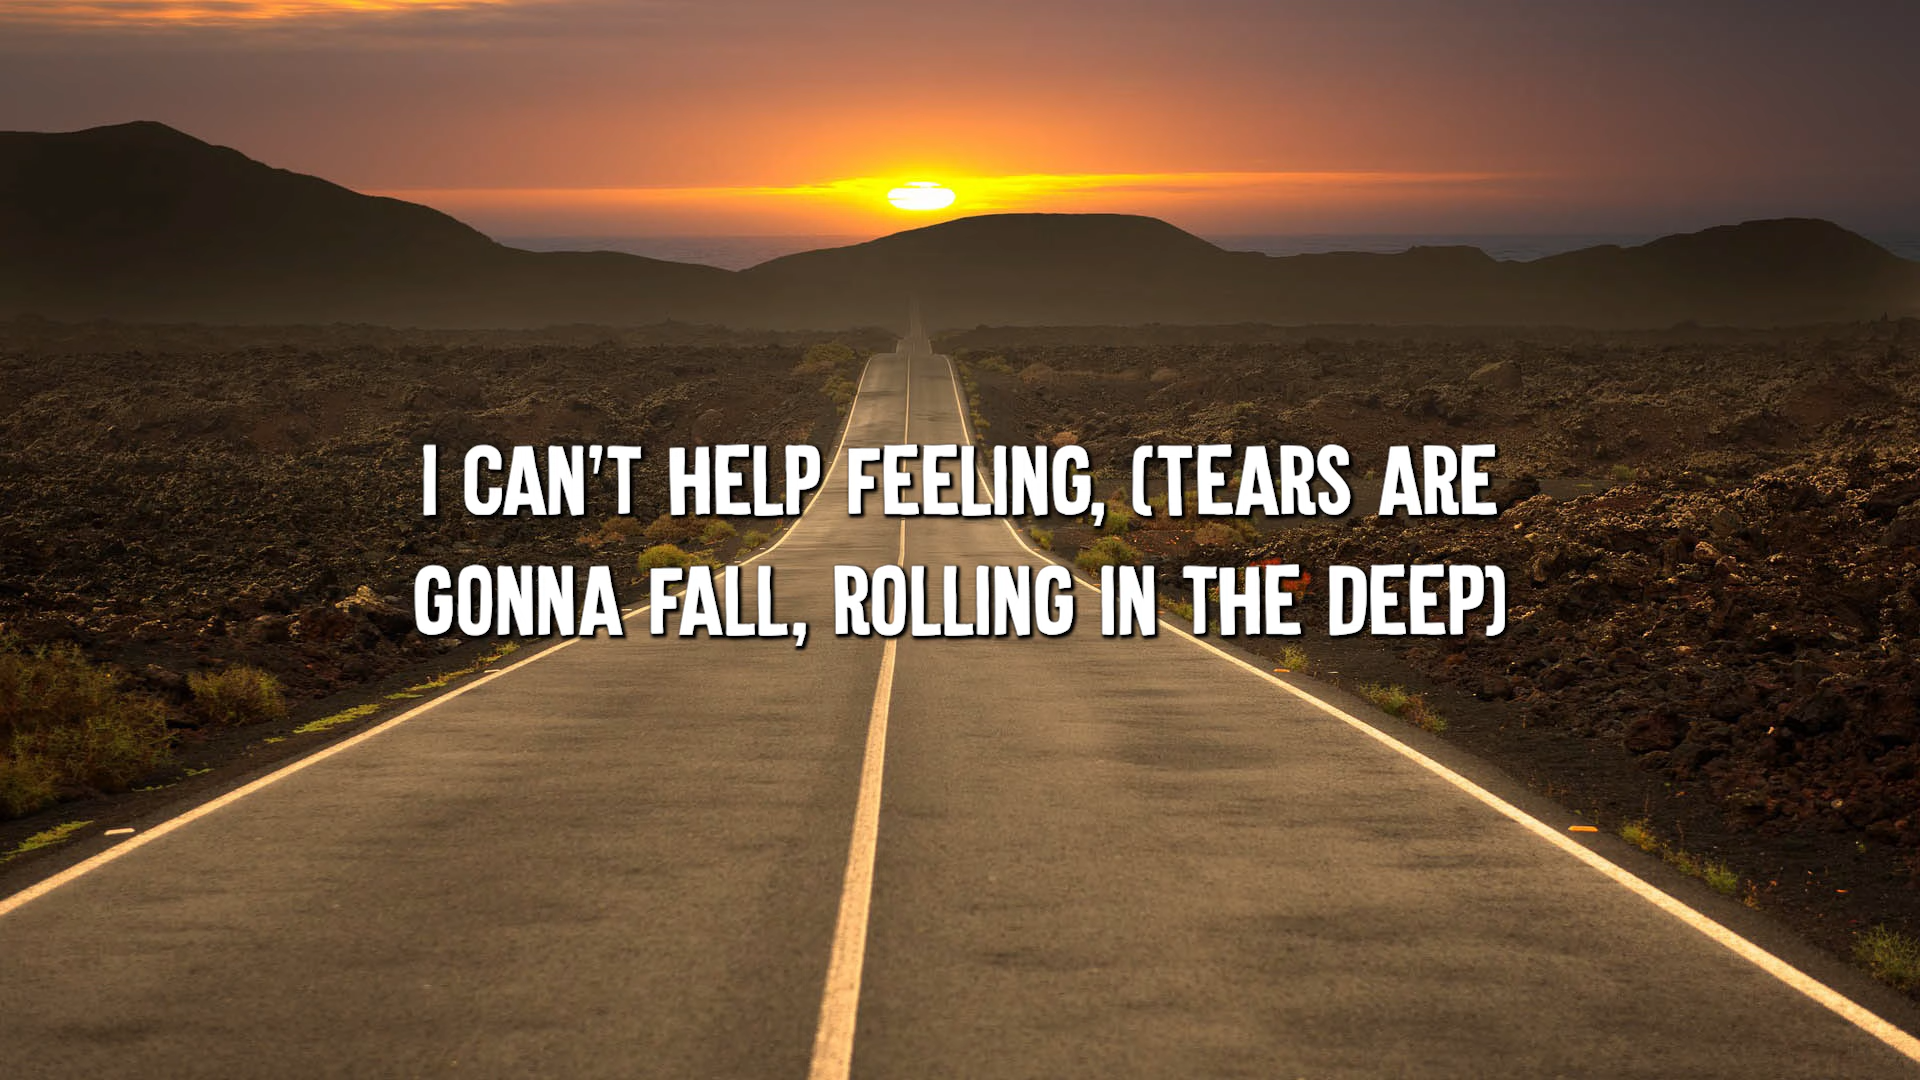 I CAN'T HELP FEELING, (TEARS ARE
GONNA FALL, ROLLING IN THE DEEP)